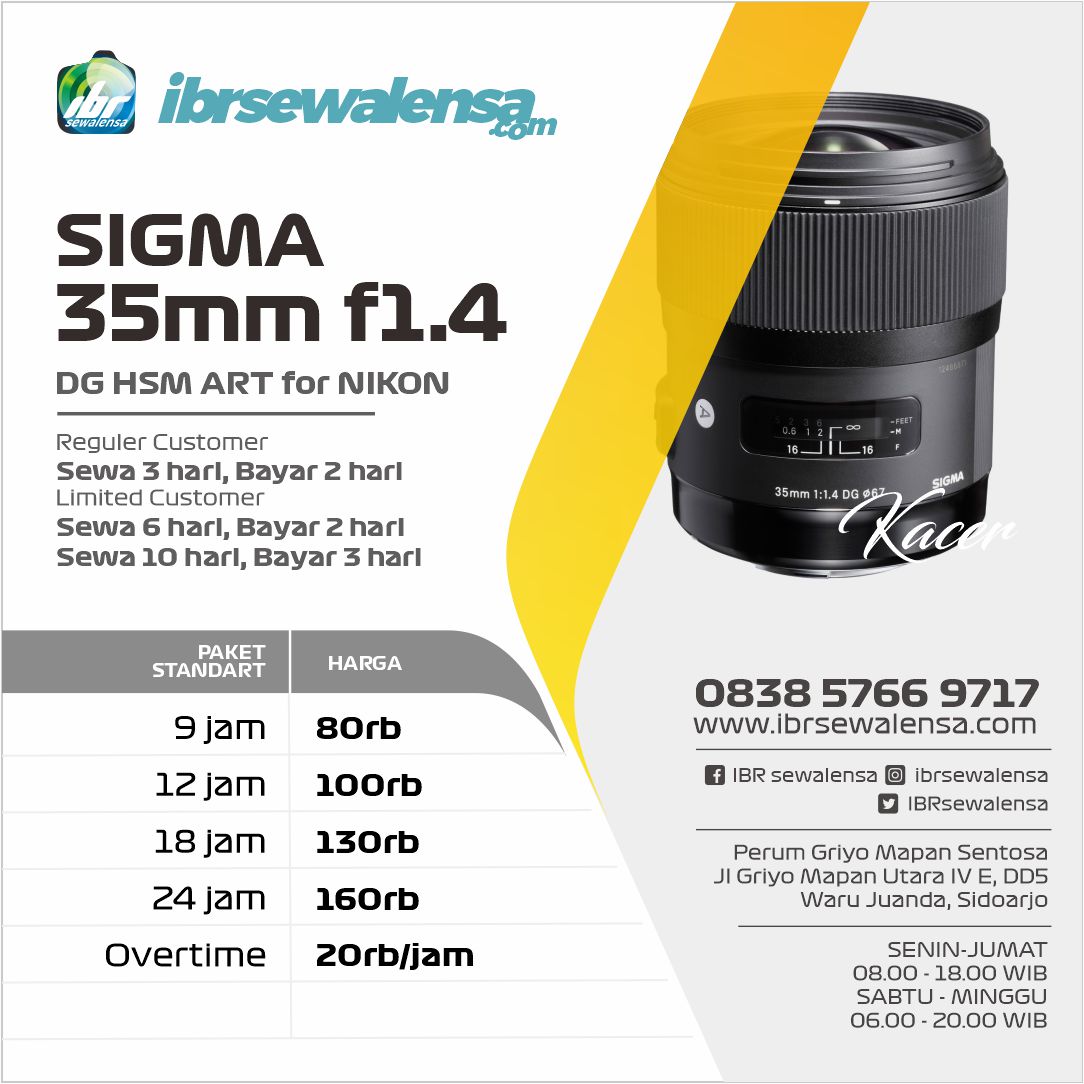 ibr
sewalensa
ibrsewalensa
.com
SIGMA
35mm f1.4
DG HSM ART for NIKON
Reguler Customer
Sewa 3 hari, Bayar 2 hari
Limited Customer
Sewa 6 hari, Bayar 2 hari
Sewa 10 hari, Bayar 3 hari
PAKET
STANDART
HARGA
9 jam 80rb
12 jam 100rb
18 jam 130rb
24 jam 160rb
Overtime 20rb/jam
A
2 3 6 FEET
0.6 1 2 ∞ M
16 16 F
SIGMA
35mm 1:1.4 DG ø67
Kacer
0838 5766 9717
www.ibrsewalensa.com
IBR sewalensa ibrsewalensa
IBRsewalensa
Perum Griyo Mapan Sentosa
Jl Griyo Mapan Utara IV E, DD5
Waru Juanda, Sidoarjo
SENIN-JUMAT
08.00 - 18.00 WIB
SABTU - MINGGU
06.00 - 20.00 WIB